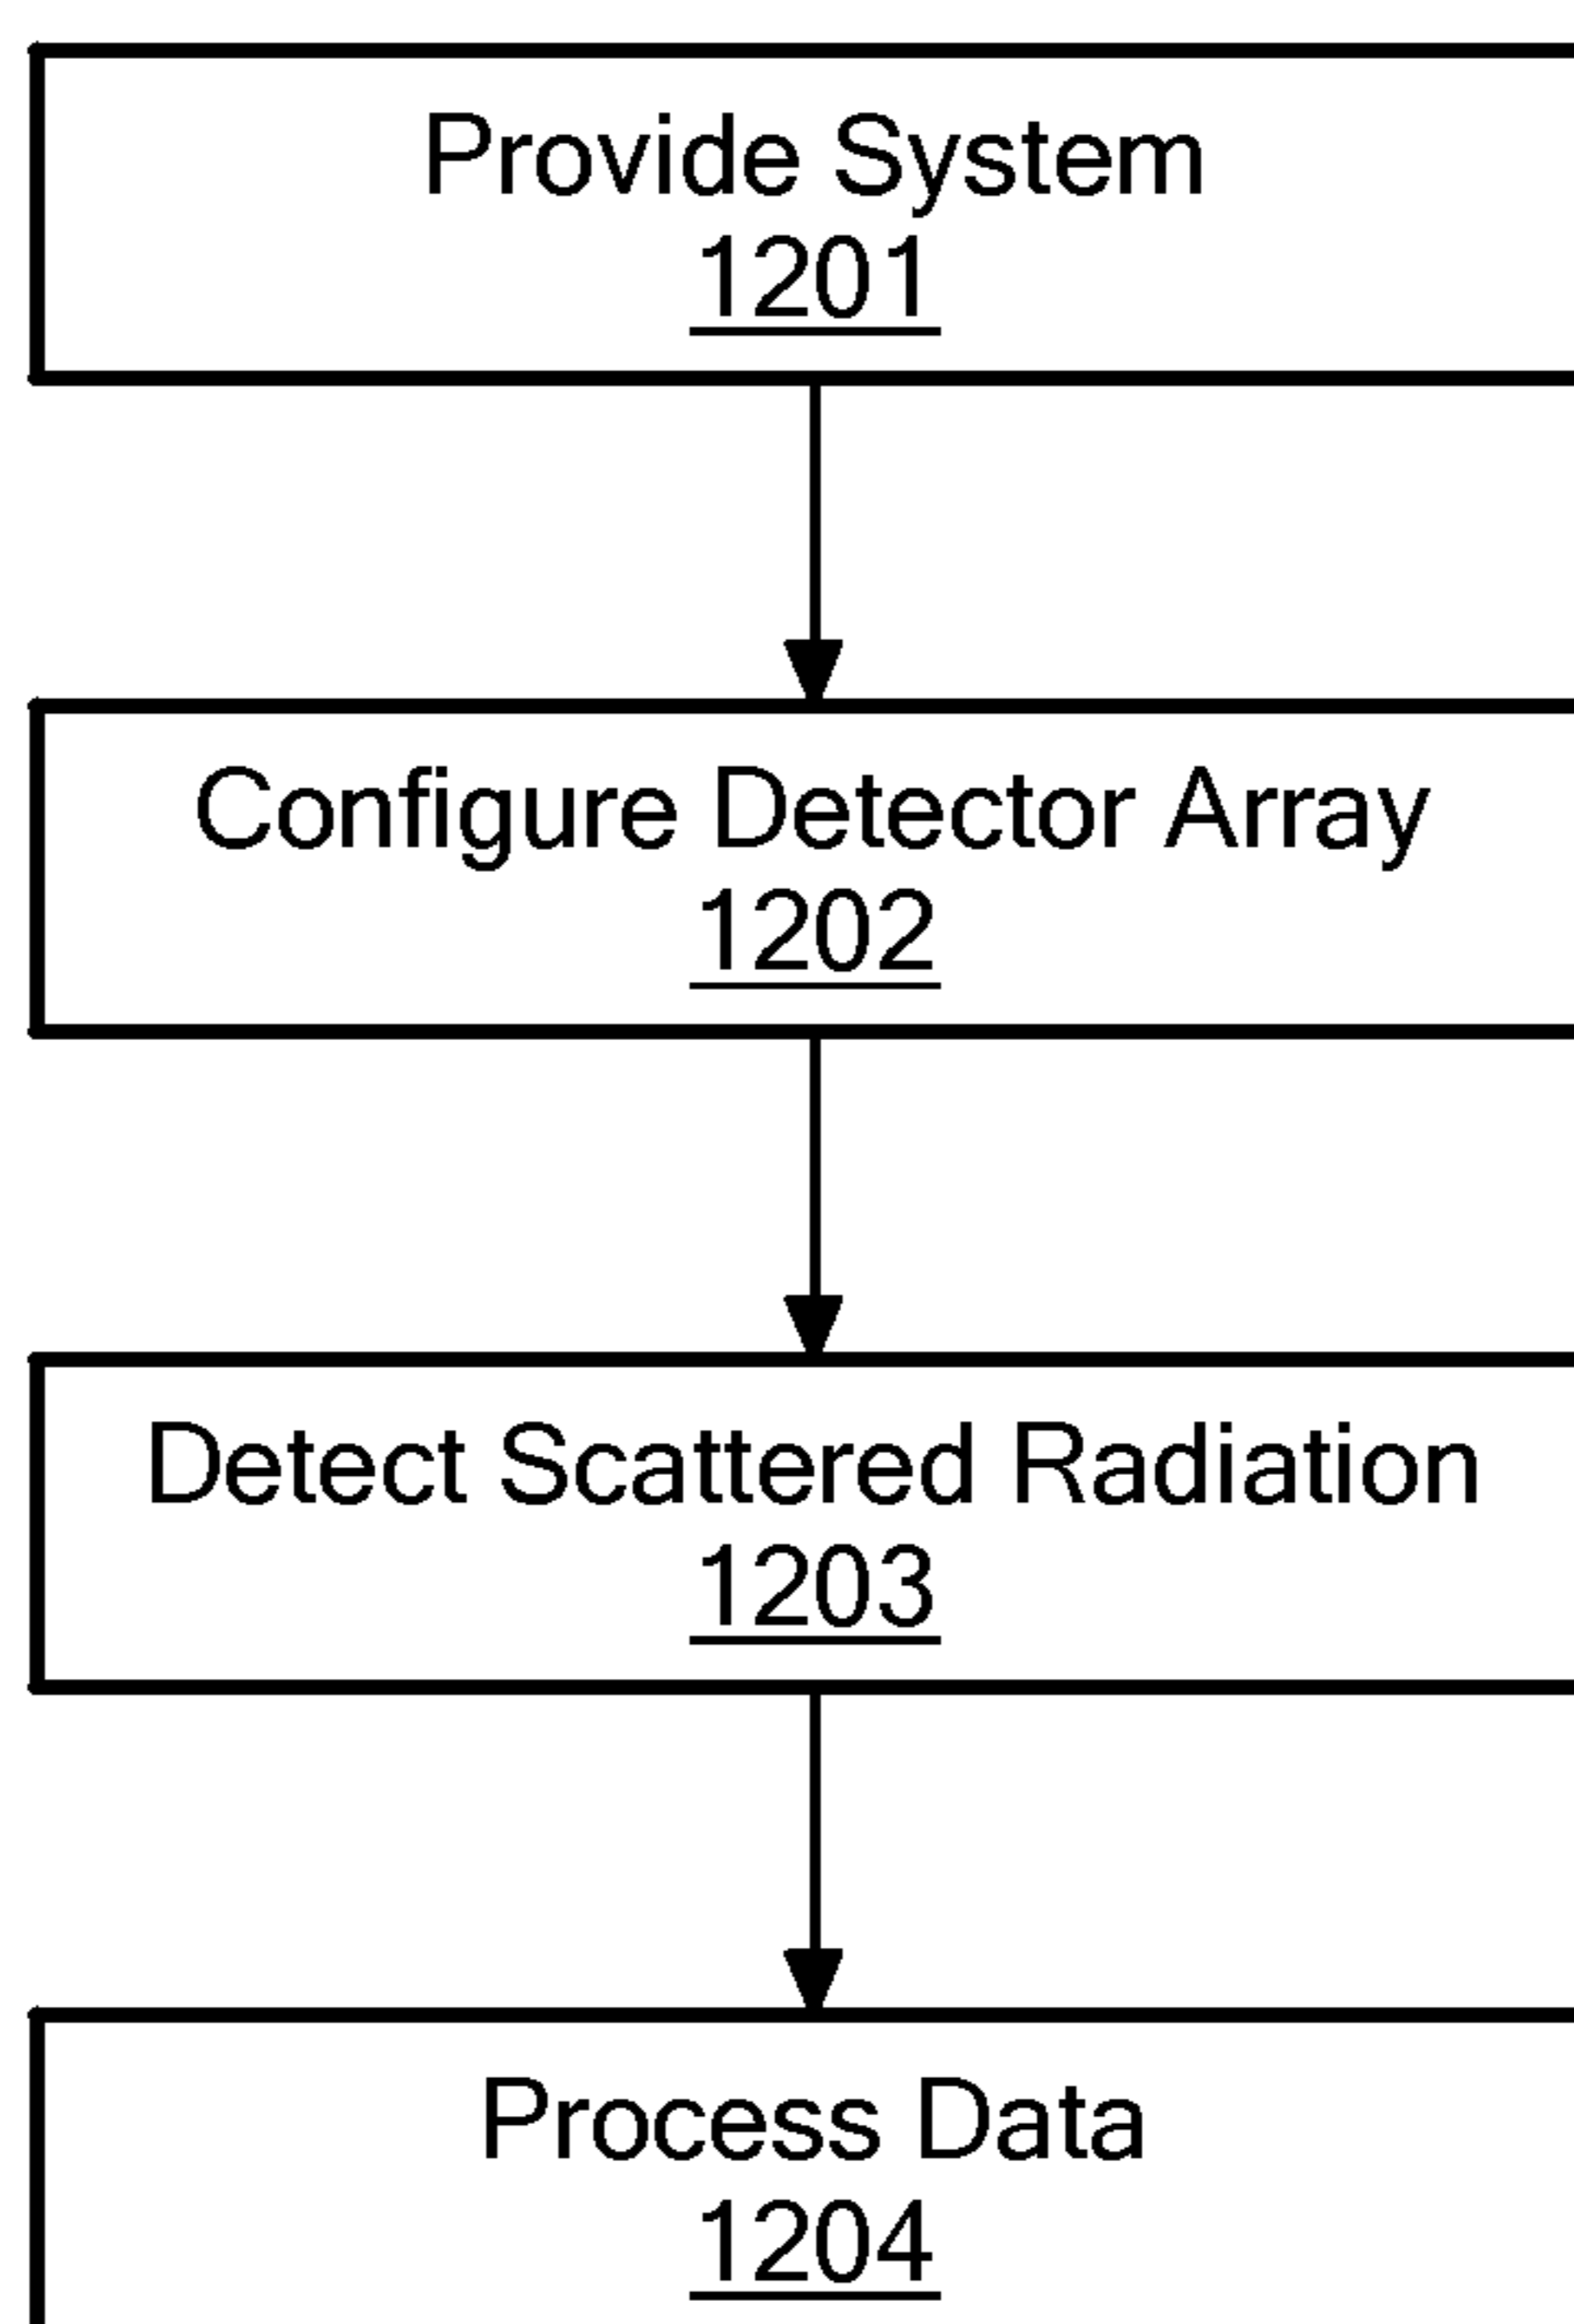 Provide System
1201
Configure Detector Array
1202
Detect Scattered Radiation
1203
Process Data
1204